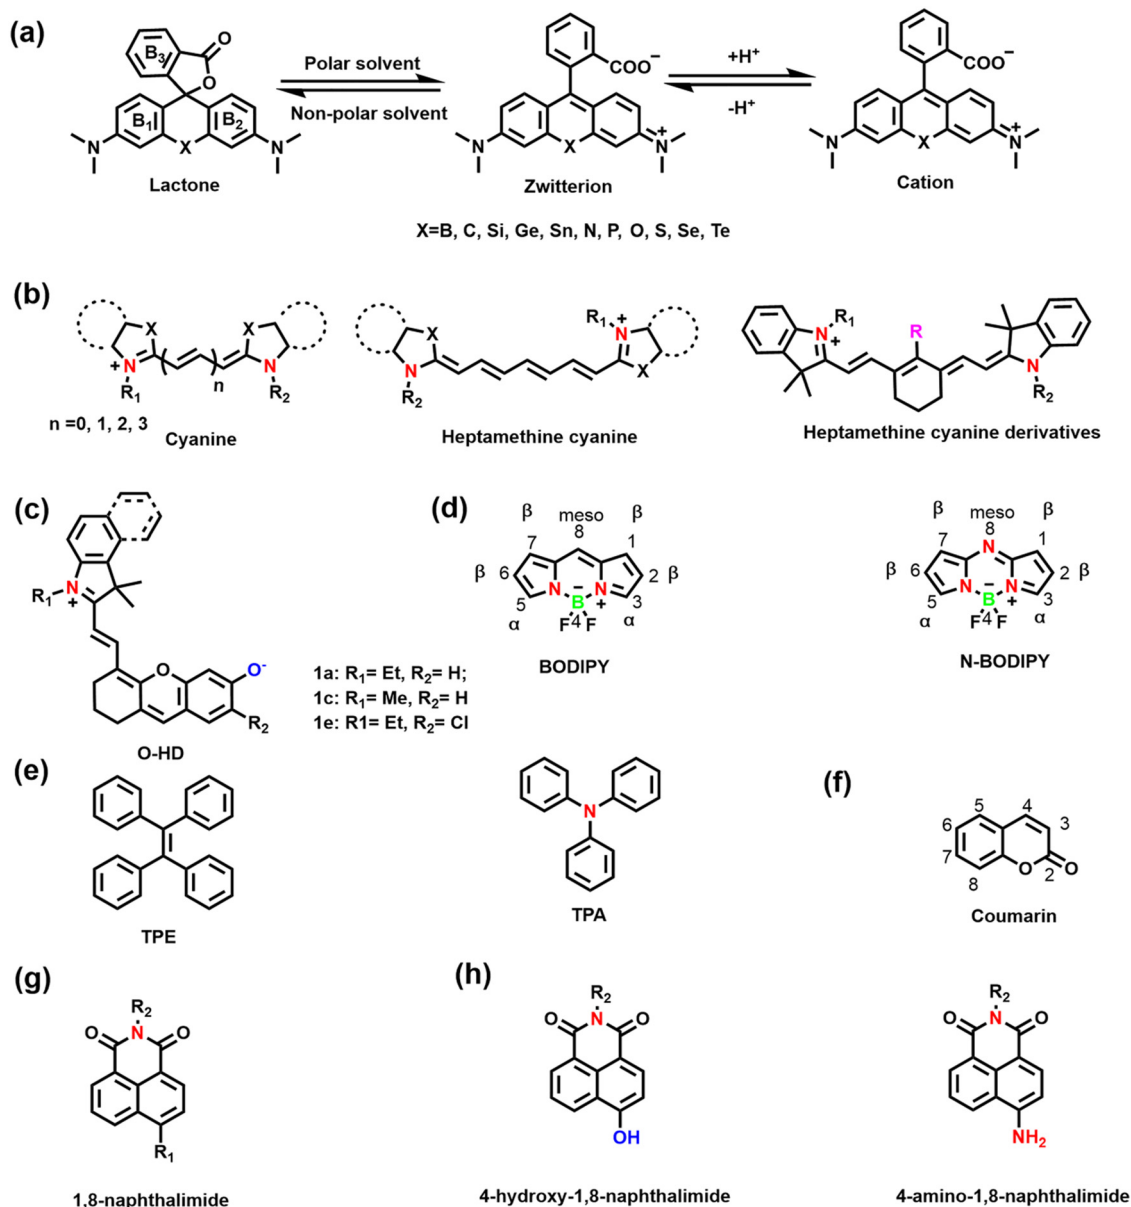 (a)
B₃
O
O
B₁
B₂
N
X
N
Lactone
Polar solvent
Non-polar solvent
COO⁻
N
X
N⁺
Zwitterion
+H⁺
-H⁺
COO⁻
N
X
N⁺
Cation
X=B, C, Si, Ge, Sn, N, P, O, S, Se, Te
(b)
X
X
N
+
n
N
R₁
R₂
n =0, 1, 2, 3
Cyanine
R₁
+
X
N
N
X
R₂
Heptamethine cyanine
R₁
N
+
R
N
R₂
Heptamethine cyanine derivatives
(c)
N
R₁
+
O
O⁻
R₂
O-HD
1a: R₁= Et, R₂= H;
1c: R₁= Me, R₂= H
1e: R1= Et, R₂= Cl
(d)
β
meso
β
8
7
1
β
6
2
β
N
−
N
5
B
+
3
α
F
4
F
α
BODIPY
β
meso
β
8
7
N
1
β
6
2
β
N
−
N
5
B
+
3
α
F
4
F
α
N-BODIPY
(e)
TPE
N
TPA
(f)
5
4
6
3
7
O
2
O
8
Coumarin
(g)
R₂
O
N
O
R₁
1,8-naphthalimide
(h)
R₂
O
N
O
OH
4-hydroxy-1,8-naphthalimide
R₂
O
N
O
NH₂
4-amino-1,8-naphthalimide